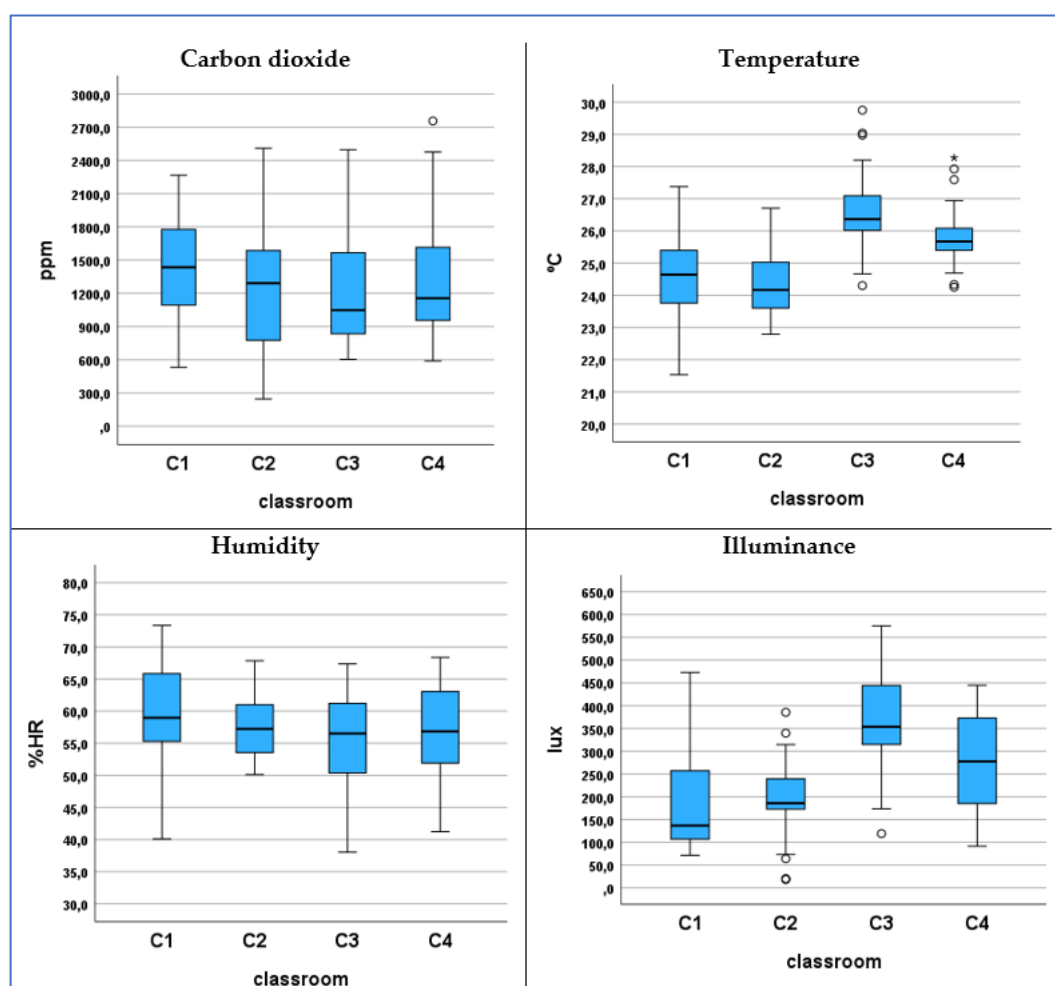 Carbon dioxide
3000,0
2700,0
2400,0
2100,0
1800,0
1500,0
1200,0
900,0
600,0
300,0
,0
ppm
C1 C2 C3 C4
classroom
Temperature
30,0
29,0
28,0
27,0
26,0
25,0
24,0
23,0
22,0
21,0
20,0
ºC
C1 C2 C3 C4
classroom
Humidity
80,0
75,0
70,0
65,0
60,0
55,0
50,0
45,0
40,0
35,0
30,0
%HR
C1 C2 C3 C4
classroom
Illuminance
650,0
600,0
550,0
500,0
450,0
400,0
350,0
300,0
250,0
200,0
150,0
100,0
50,0
,0
lux
C1 C2 C3 C4
classroom